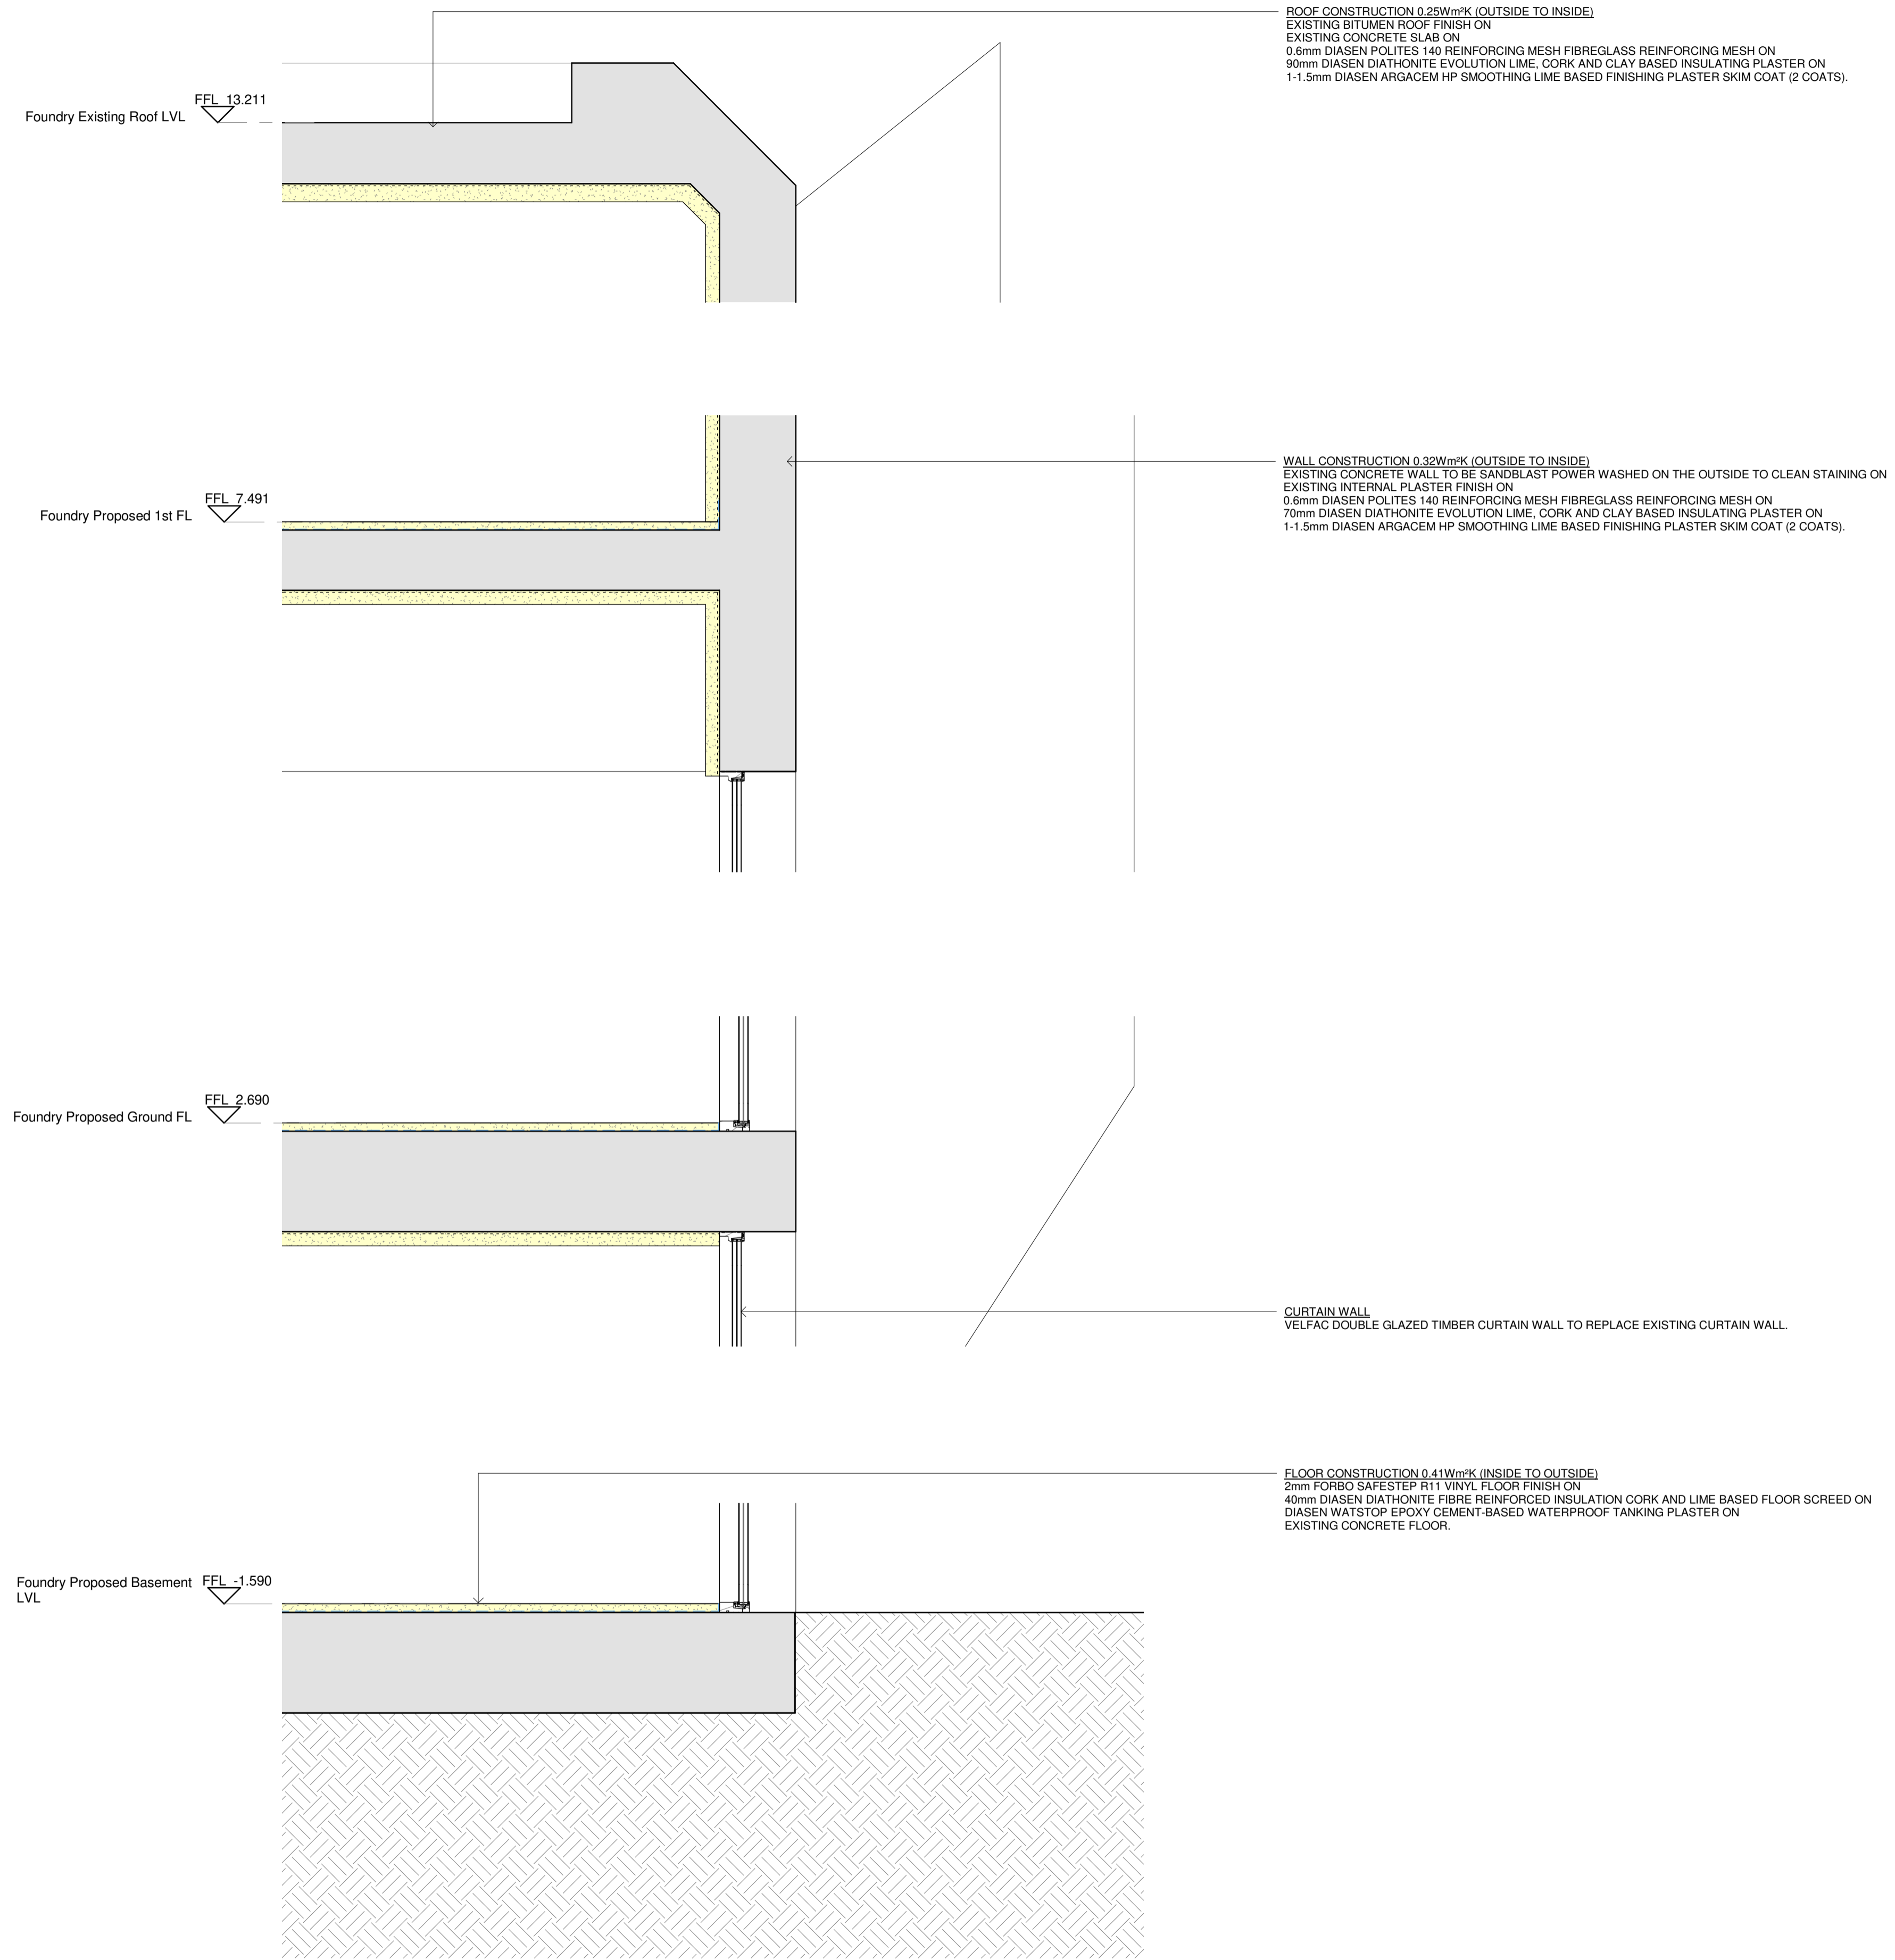 ROOF CONSTRUCTION 0.25Wm²K (OUTSIDE TO INSIDE)
EXISTING BITUMEN ROOF FINISH ON
EXISTING CONCRETE SLAB ON
0.6mm DIASEN POLITES 140 REINFORCING MESH FIBREGLASS REINFORCING MESH ON
90mm DIASEN DIATHONITE EVOLUTION LIME, CORK AND CLAY BASED INSULATING PLASTER ON
1-1.5mm DIASEN ARGACEM HP SMOOTHING LIME BASED FINISHING PLASTER SKIM COAT (2 COATS).
FFL 13.211
Foundry Existing Roof LVL
WALL CONSTRUCTION 0.32Wm²K (OUTSIDE TO INSIDE)
EXISTING CONCRETE WALL TO BE SANDBLAST POWER WASHED ON THE OUTSIDE TO CLEAN STAINING ON
EXISTING INTERNAL PLASTER FINISH ON
0.6mm DIASEN POLITES 140 REINFORCING MESH FIBREGLASS REINFORCING MESH ON
70mm DIASEN DIATHONITE EVOLUTION LIME, CORK AND CLAY BASED INSULATING PLASTER ON
1-1.5mm DIASEN ARGACEM HP SMOOTHING LIME BASED FINISHING PLASTER SKIM COAT (2 COATS).
FFL 7.491
Foundry Proposed 1st FL
FFL 2.690
Foundry Proposed Ground FL
CURTAIN WALL
VELFAC DOUBLE GLAZED TIMBER CURTAIN WALL TO REPLACE EXISTING CURTAIN WALL.
FLOOR CONSTRUCTION 0.41Wm²K (INSIDE TO OUTSIDE)
2mm FORBO SAFESTEP R11 VINYL FLOOR FINISH ON
40mm DIASEN DIATHONITE FIBRE REINFORCED INSULATION CORK AND LIME BASED FLOOR SCREED ON
DIASEN WATSTOP EPOXY CEMENT-BASED WATERPROOF TANKING PLASTER ON
EXISTING CONCRETE FLOOR.
FFL -1.590
Foundry Proposed Basement
LVL